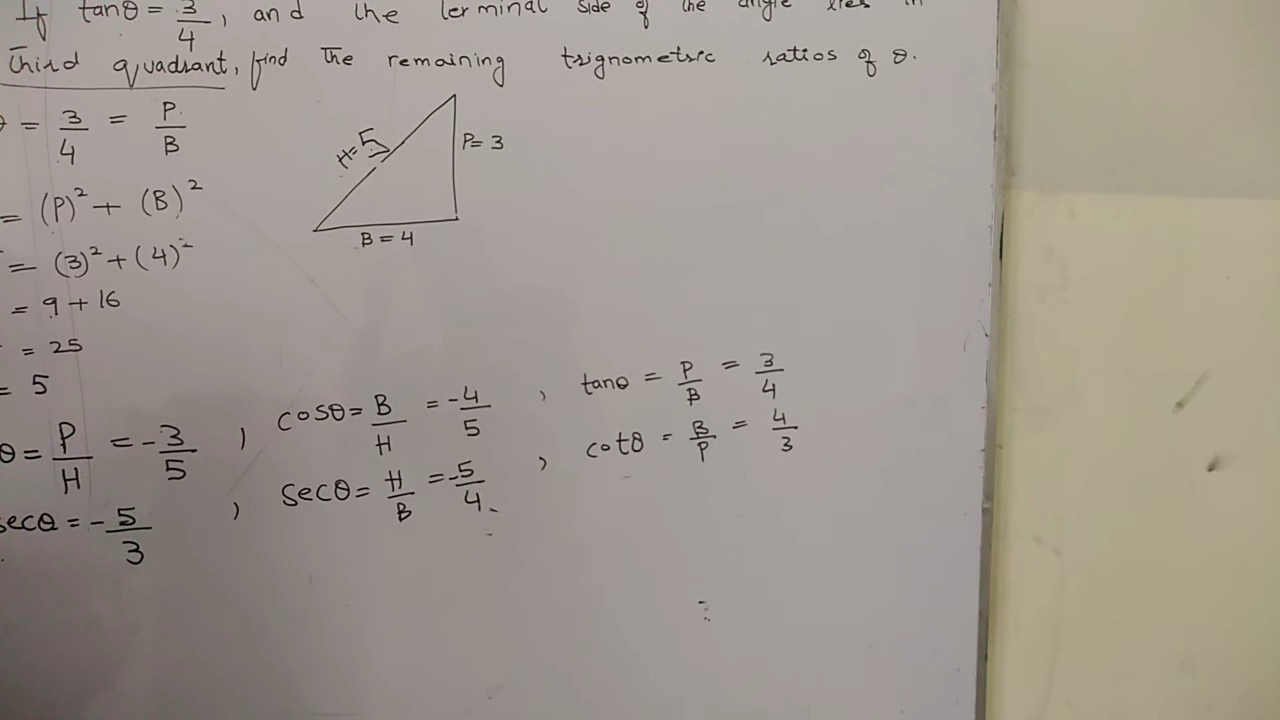 If tanθ = 3/4, and the terminal side of the angle lies in
third quadrant, find the remaining trignometric ratios of θ.
θ = 3/4 = P/B
H = 5
P = 3
B = 4
= (P)² + (B)²
= (3)² + (4)²
= 9 + 16
= 25
= 5
θ = P/H = -3/5 , cosθ = B/H = -4/5 , tanθ = P/B = 3/4
secθ = -5/3 , secθ = H/B = -5/4 , cotθ = B/P = 4/3